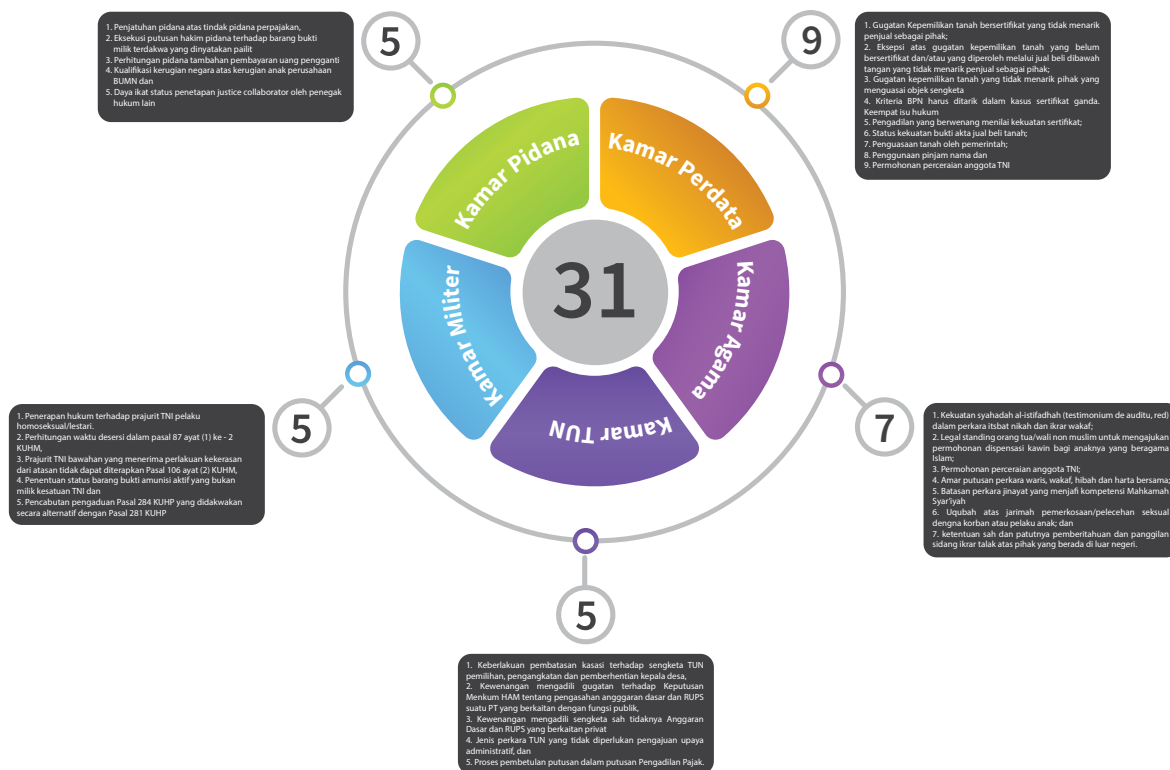 1. Penjatuhan pidana atas tindak pidana perpajakan,
2. Eksekusi putusan hakim pidana terhadap barang bukti
milik terdakwa yang dinyatakan pailit
3. Perhitungan pidana tambahan pembayaran uang pengganti
4. Kualifikasi kerugian negara atas kerugian anak perusahaan
BUMN dan
5. Daya ikat status penetapan justice collaborator oleh penegak
hukum lain
5
9
1. Gugatan Kepemilikan tanah bersertifikat yang tidak menarik
penjual sebagai pihak;
2. Eksepsi atas gugatan kepemilikan tanah yang belum
bersertifikat dan/atau yang diperoleh melalui jual beli dibawah
tangan yang tidak menarik penjual sebagai pihak;
3. Gugatan kepemilikan tanah yang tidak menarik pihak yang
menguasai objek sengketa
4. Kriteria BPN harus ditarik dalam kasus sertifikat ganda.
Keempat isu hukum
5. Pengadilan yang berwenang menilai kekuatan sertifikat;
6. Status kekuatan bukti akta jual beli tanah;
7. Penguasaan tanah oleh pemerintah;
8. Penggunaan pinjam nama dan
9. Permohonan perceraian anggota TNI
Kamar Pidana
Kamar Perdata
Kamar Militer
31
Kamar Agama
Kamar TUN
1. Penerapan hukum terhadap prajurit TNI pelaku
homoseksual/lestari.
2. Perhitungan waktu desersi dalam pasal 87 ayat (1) ke - 2
KUHM,
3. Prajurit TNI bawahan yang menerima perlakuan kekerasan
dari atasan tidak dapat diterapkan Pasal 106 ayat (2) KUHM,
4. Penentuan status barang bukti amunisi aktif yang bukan
milik kesatuan TNI dan
5. Pencabutan pengaduan Pasal 284 KUHP yang didakwakan
secara alternatif dengan Pasal 281 KUHP
5
7
1. Kekuatan syahadah al-istifadhah (testimonium de auditu, red)
dalam perkara itsbat nikah dan ikrar wakaf;
2. Legal standing orang tua/wali non muslim untuk mengajukan
permohonan dispensasi kawin bagi anaknya yang beragama
Islam;
3. Permohonan perceraian anggota TNI;
4. Amar putusan perkara waris, wakaf, hibah dan harta bersama;
5. Batasan perkara jinayat yang menjafi kompetensi Mahkamah
Syar'iyah
6. Uqubah atas jarimah pemerkosaan/pelecehan seksual
dengna korban atau pelaku anak; dan
7. ketentuan sah dan patutnya pemberitahuan dan panggilan
sidang ikrar talak atas pihak yang berada di luar negeri.
5
1. Keberlakuan pembatasan kasasi terhadap sengketa TUN
pemilihan, pengangkatan dan pemberhentian kepala desa,
2. Kewenangan mengadili gugatan terhadap Keputusan
Menkum HAM tentang pengasahan angggaran dasar dan RUPS
suatu PT yang berkaitan dengan fungsi publik,
3. Kewenangan mengadili sengketa sah tidaknya Anggaran
Dasar dan RUPS yang berkaitan privat
4. Jenis perkara TUN yang tidak diperlukan pengajuan upaya
administratif, dan
5. Proses pembetulan putusan dalam putusan Pengadilan Pajak.